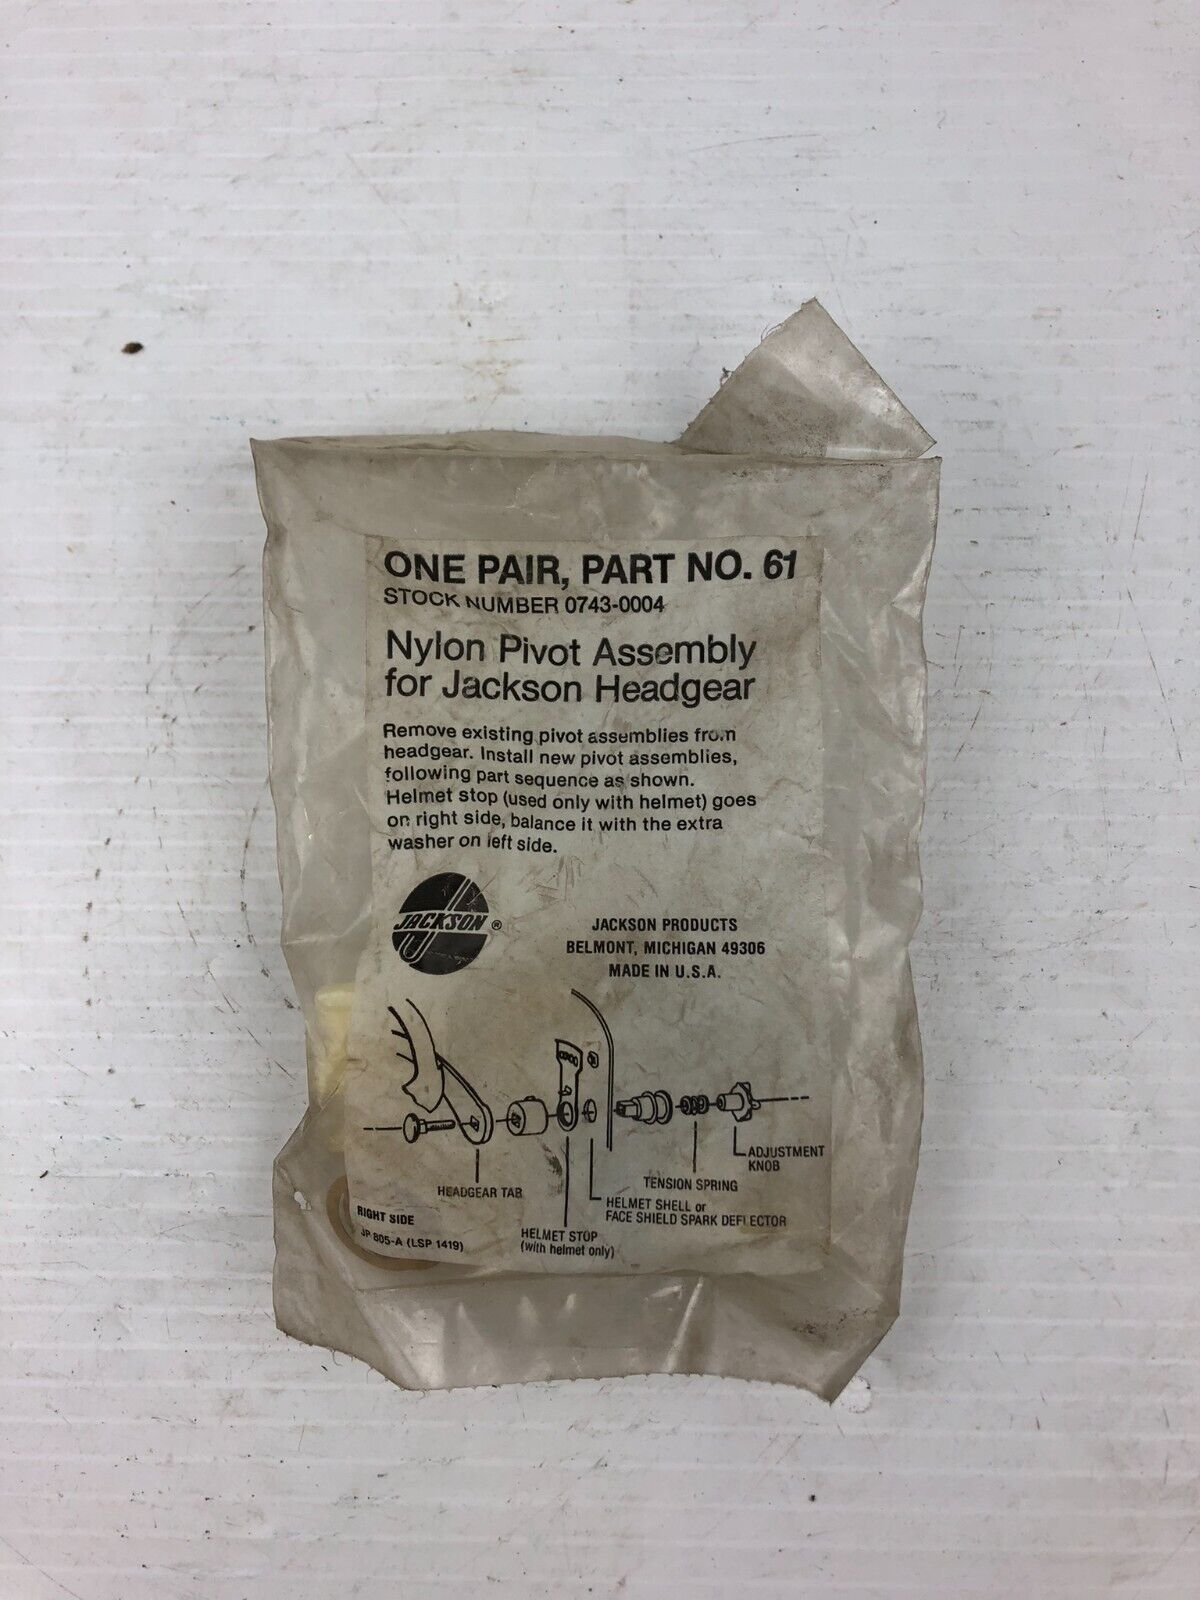 ONE PAIR, PART NO. 61
STOCK NUMBER 0743-0004
Nylon Pivot Assembly
for Jackson Headgear
Remove existing pivot assemblies from
headgear. Install new pivot assemblies,
following part sequence as shown.
Helmet stop (used only with helmet) goes
on right side, balance it with the extra
washer on left side.
JACKSON ®
JACKSON PRODUCTS
BELMONT, MICHIGAN 49306
MADE IN U.S.A.
ADJUSTMENT
KNOB
TENSION SPRING
HEADGEAR TAB
HELMET SHELL or
FACE SHIELD SPARK DEFLECTOR
HELMET STOP
(with helmet only)
RIGHT SIDE
JP 805-A (LSP 1419)